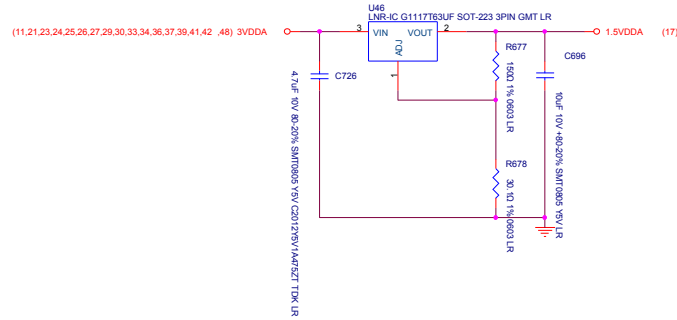 U46
LNR-IC G1117T63UF SOT-223 3PIN GMT LR
(11,21,23,24,25,26,27,29,30,33,34,36,37,39,41,42 ,48) 3VDDA
3
VIN
VOUT
2
ADJ
1
1.5VDDA
(17)
R677
150Ω 1% 0603 LR
C696
10uF 10V +80-20% SMT0805 Y5V LR
C726
4.7uF 10V 80-20% SMT0805 Y5V C2012Y5V1A475ZT TDK LR
R678
30.1Ω 1% 0603 LR